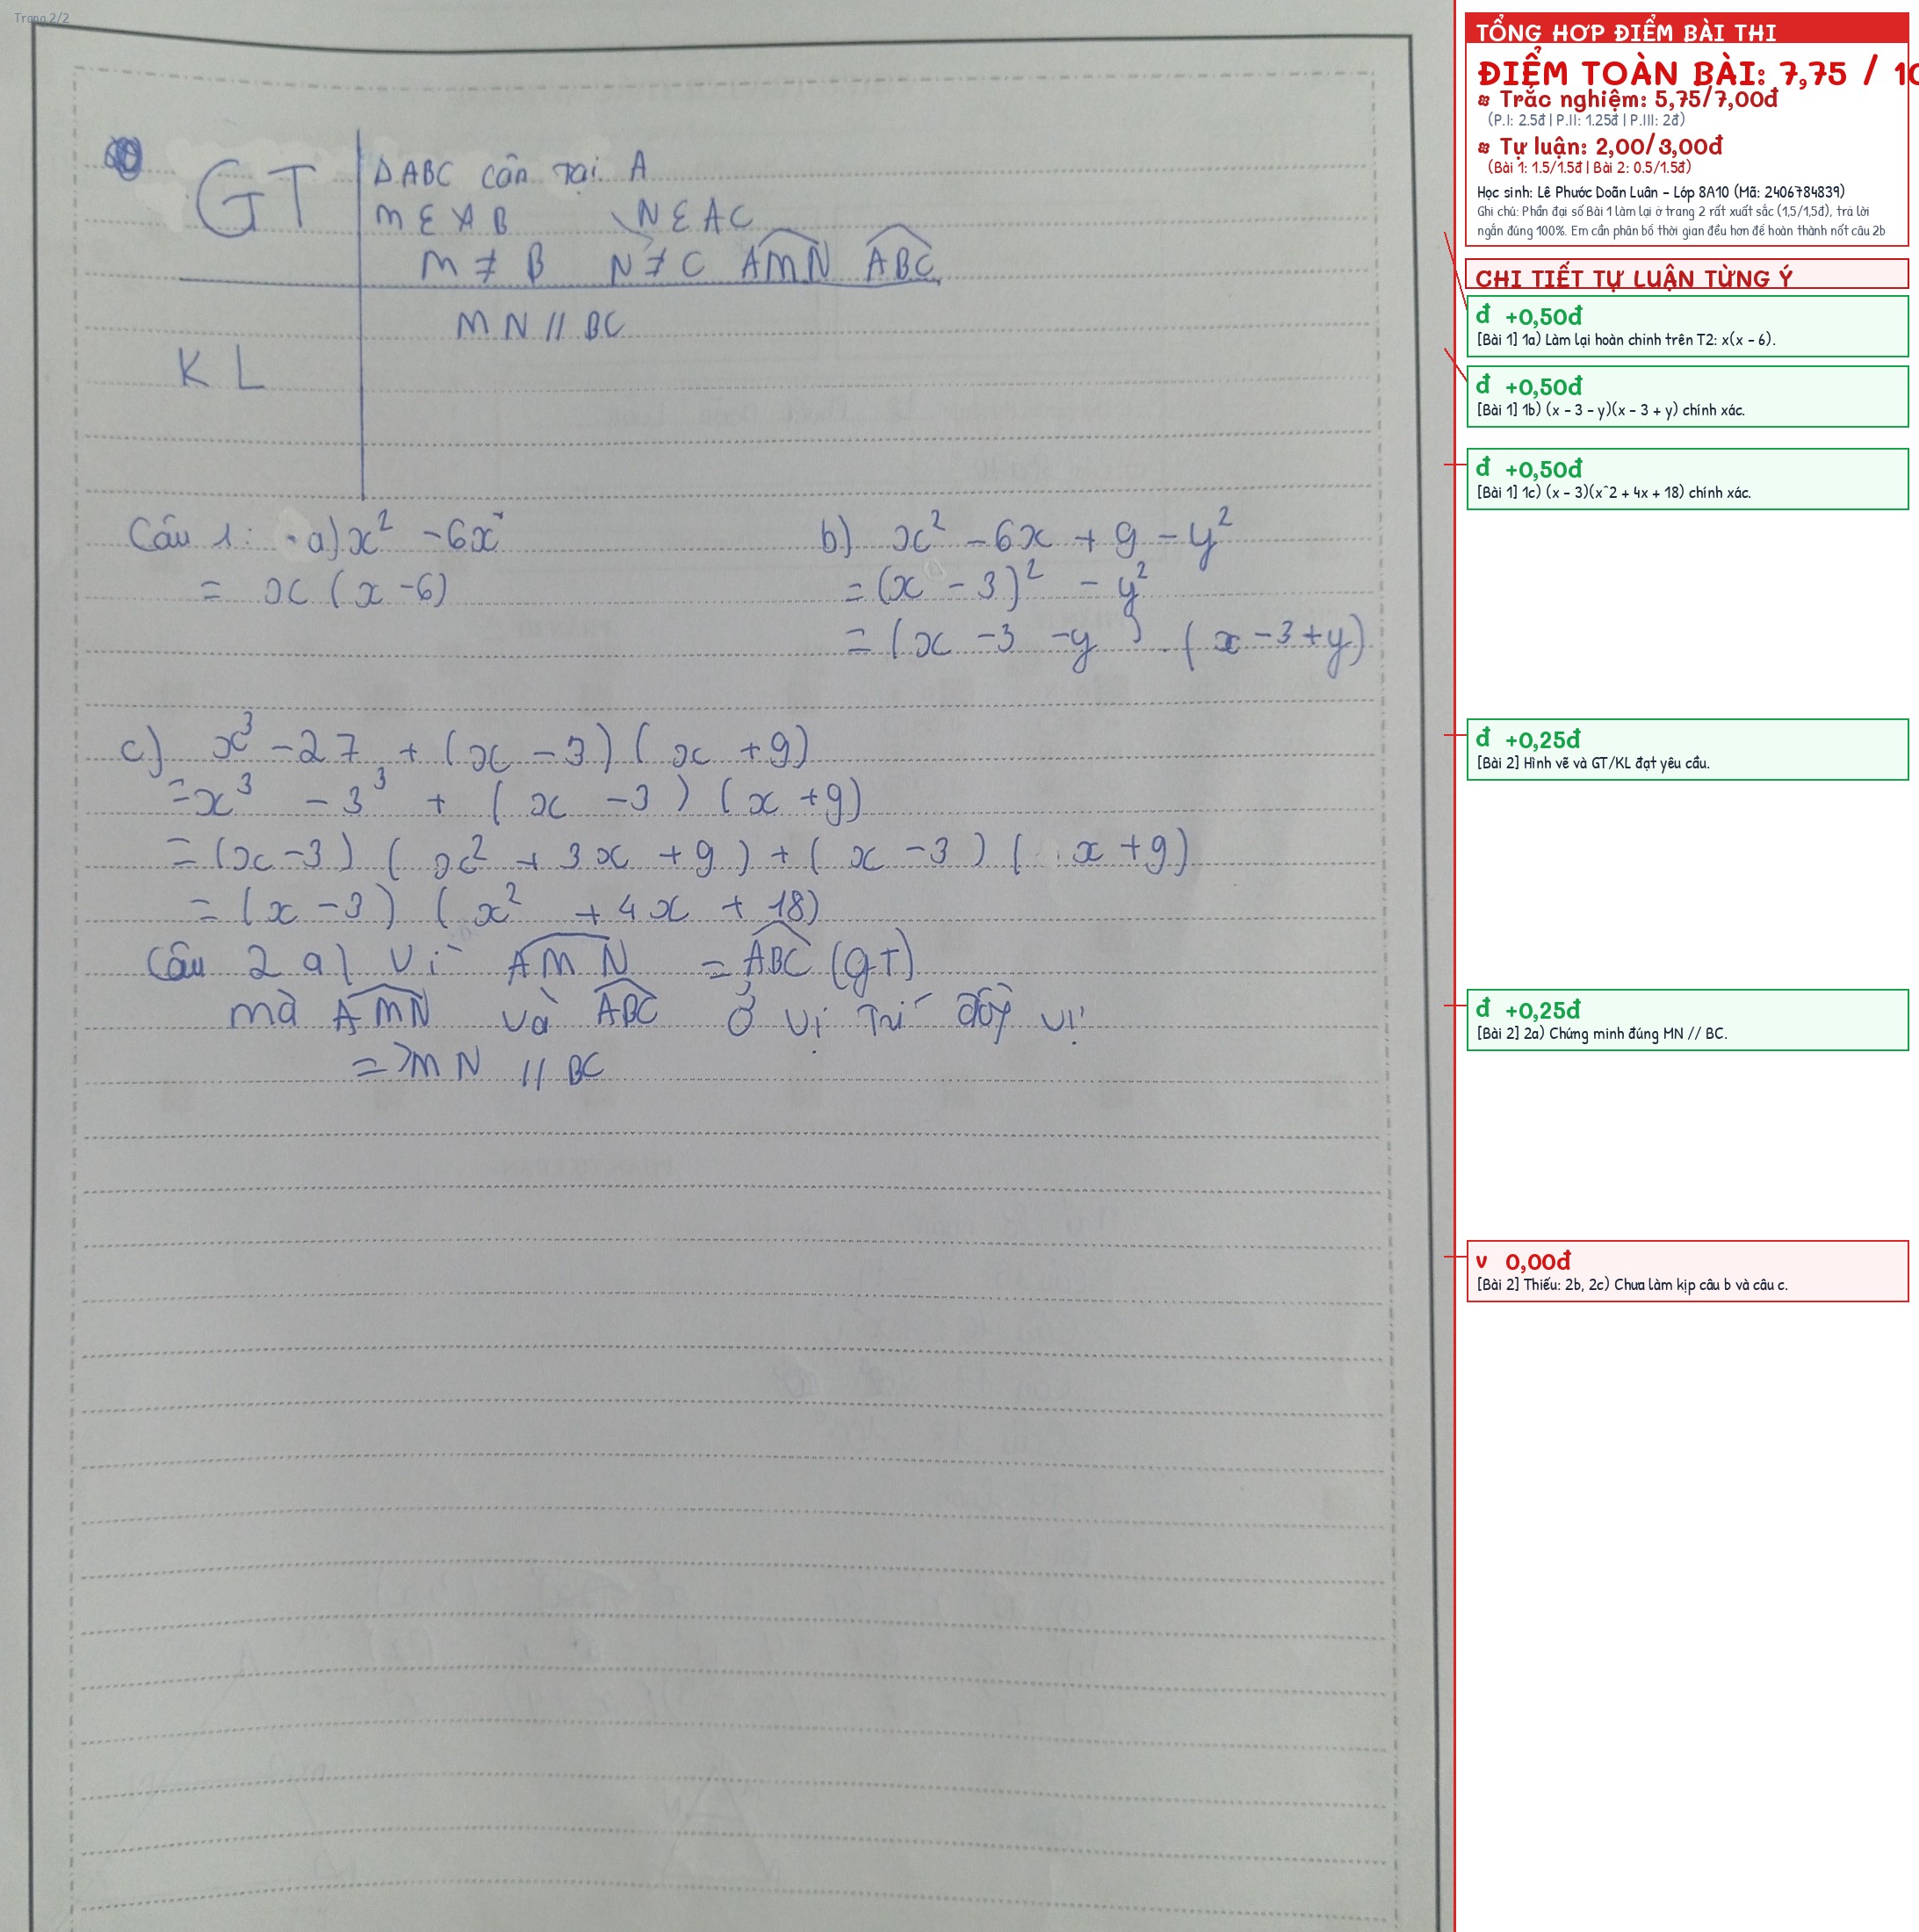 Trang 2/2
GT
ΔABC cân tại A
M ∈ AB N ∈ AC
M ≠ B N ≠ C AMN ABC
MN // BC
KL
Câu 1: a) x² - 6x
= x (x - 6)
b) x² - 6x + 9 - y²
= (x - 3)² - y²
= (x - 3 - y) . (x - 3 + y)
c) x³ - 27 + (x - 3) (x + 9)
= x³ - 3³ + (x - 3) (x + 9)
= (x - 3) (x² + 3x + 9) + (x - 3) (x + 9)
= (x - 3) (x² + 4x + 18)
Câu 2 a) Vì AMN = ABC (gt)
mà AMN và ABC ở vị trí đồng vị
=> MN // BC
TỔNG HỢP ĐIỂM BÀI THI
ĐIỂM TOÀN BÀI: 7,75 / 10
Trắc nghiệm: 5,75/7,00đ
(P.I: 2.5đ | P.II: 1.25đ | P.III: 2đ)
Tự luận: 2,00/3,00đ
(Bài 1: 1.5/1.5đ | Bài 2: 0.5/1.5đ)
Học sinh: Lê Phước Doãn Luân - Lớp 8A10 (Mã: 2406784839)
Ghi chú: Phần đại số Bài 1 làm lại ở trang 2 rất xuất sắc (1,5/1,5đ), trả lời
ngắn đúng 100%. Em cần phân bổ thời gian đều hơn để hoàn thành nốt câu 2b
CHI TIẾT TỰ LUẬN TỪNG Ý
đ +0,50đ
[Bài 1] 1a) Làm lại hoàn chỉnh trên T2: x(x - 6).
đ +0,50đ
[Bài 1] 1b) (x - 3 - y)(x - 3 + y) chính xác.
đ +0,50đ
[Bài 1] 1c) (x - 3)(x^2 + 4x + 18) chính xác.
đ +0,25đ
[Bài 2] Hình vẽ và GT/KL đạt yêu cầu.
đ +0,25đ
[Bài 2] 2a) Chứng minh đúng MN // BC.
v 0,00đ
[Bài 2] Thiếu: 2b, 2c) Chưa làm kịp câu b và câu c.